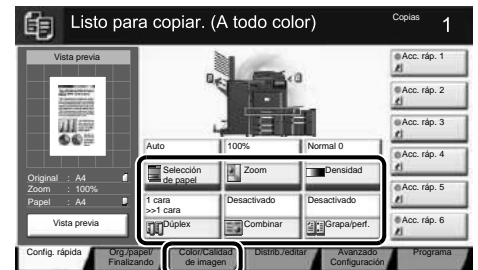 Listo para copiar. (A todo color)
Copias
1
Vista previa
Original : A4
Zoom : 100%
Papel : A4
Vista previa
Auto
100%
Normal 0
Selección
de papel
Zoom
Densidad
1 cara
>>1 cara
Desactivado
Desactivado
Dúplex
Combinar
Grapa/perf.
Acc. ráp. 1
Acc. ráp. 2
Acc. ráp. 3
Acc. ráp. 4
Acc. ráp. 5
Acc. ráp. 6
Config. rápida
Org./papel/
Finalizando
Color/Calidad
de imagen
Distrib./editar
Avanzado
Configuración
Programa